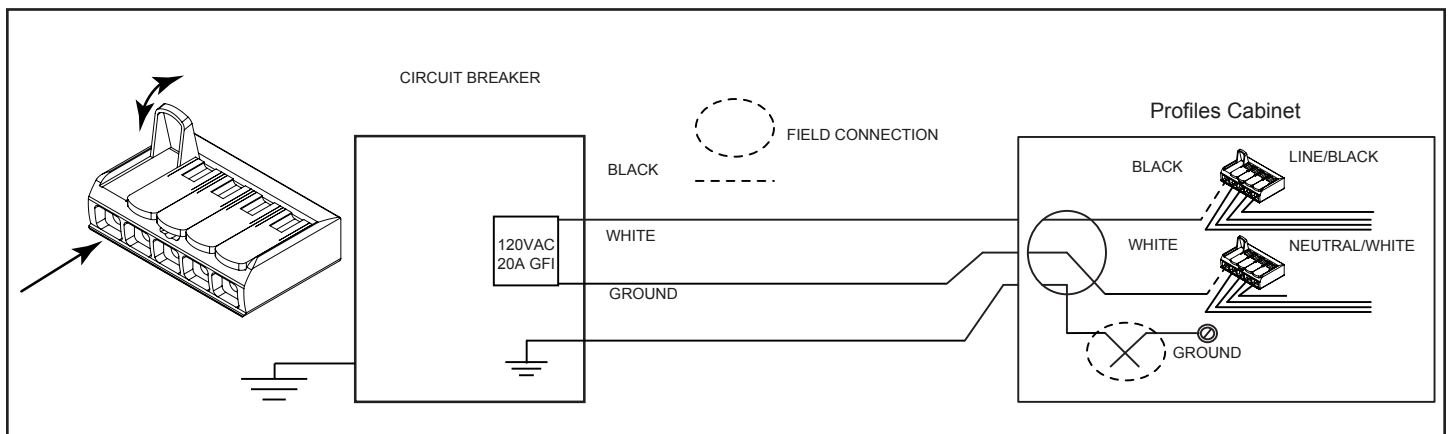 CIRCUIT BREAKER
FIELD CONNECTION
Profiles Cabinet
BLACK
BLACK
LINE/BLACK
120VAC
20A GFI
WHITE
WHITE
NEUTRAL/WHITE
GROUND
GROUND